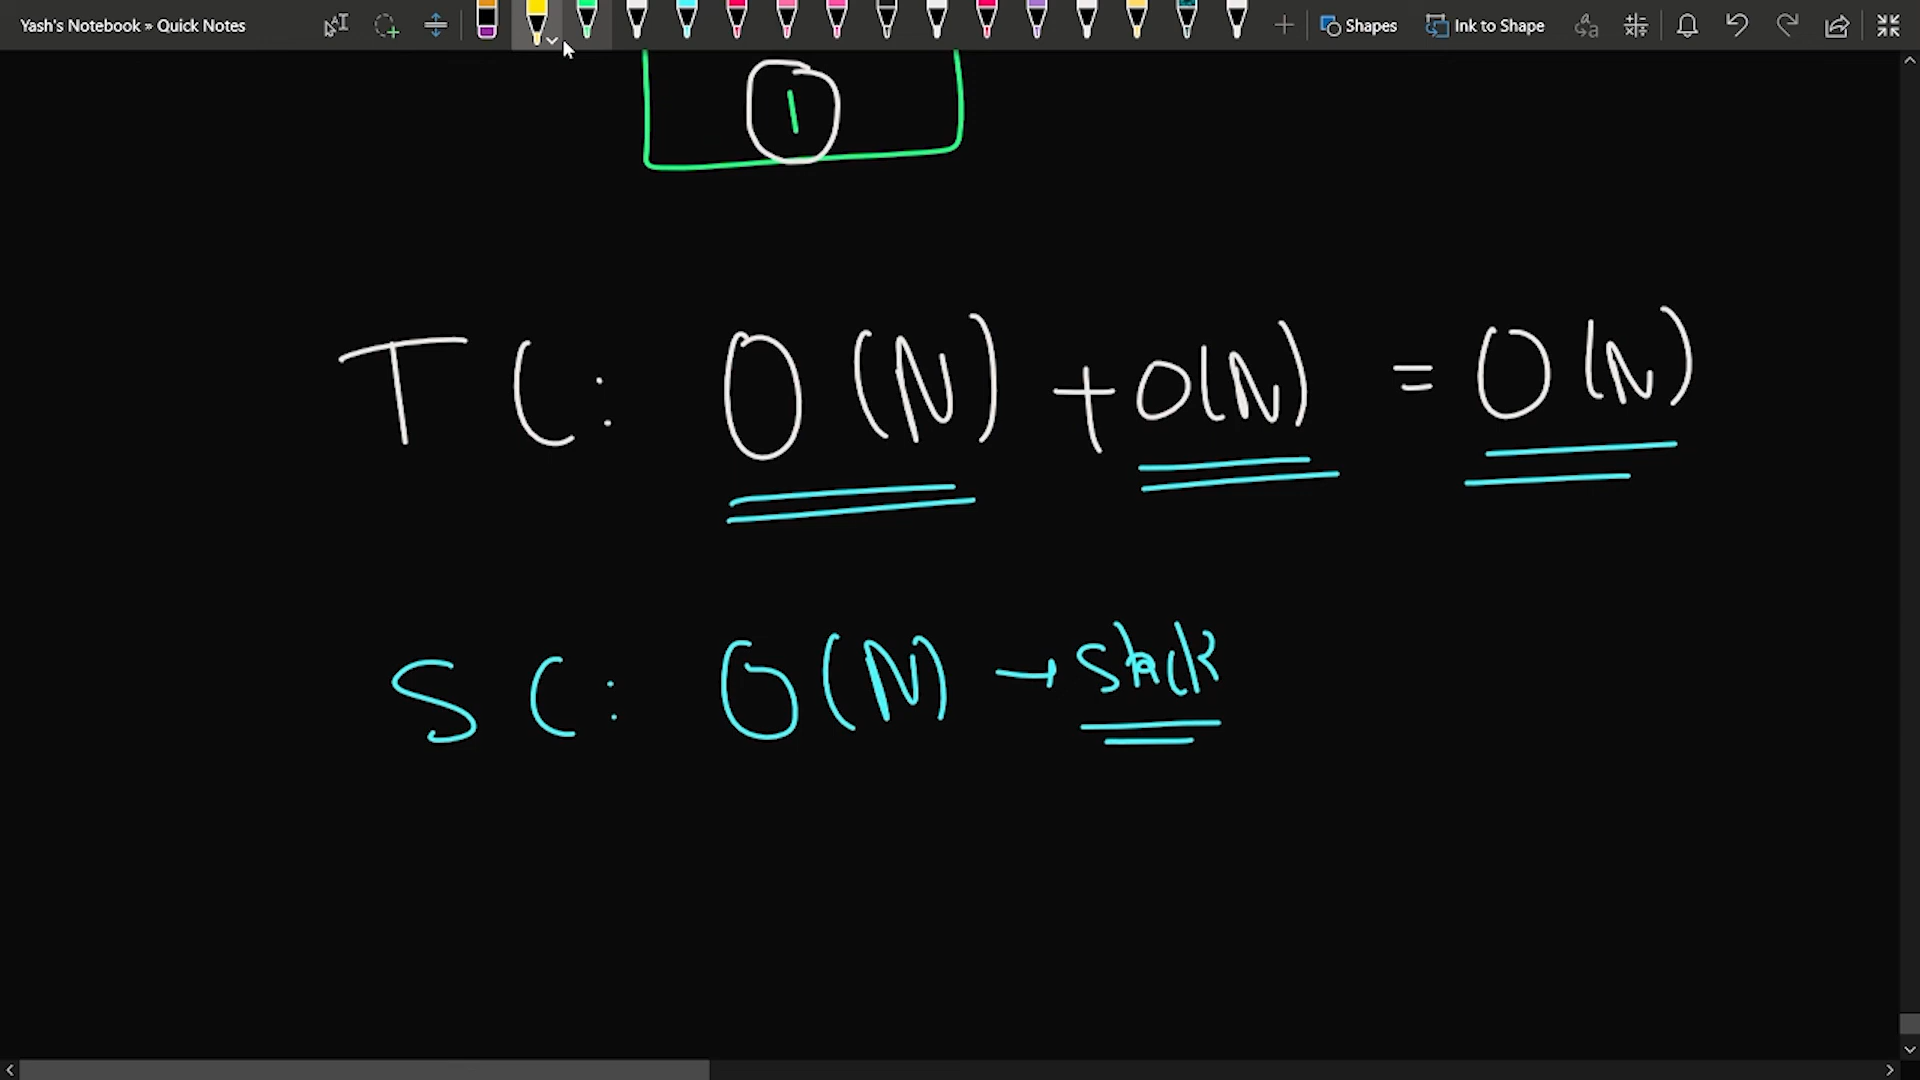 Yash's Notebook » Quick Notes
Shapes
Ink to Shape
1
TC: O(N) + O(N) = O(N)
SC: O(N) → Stack